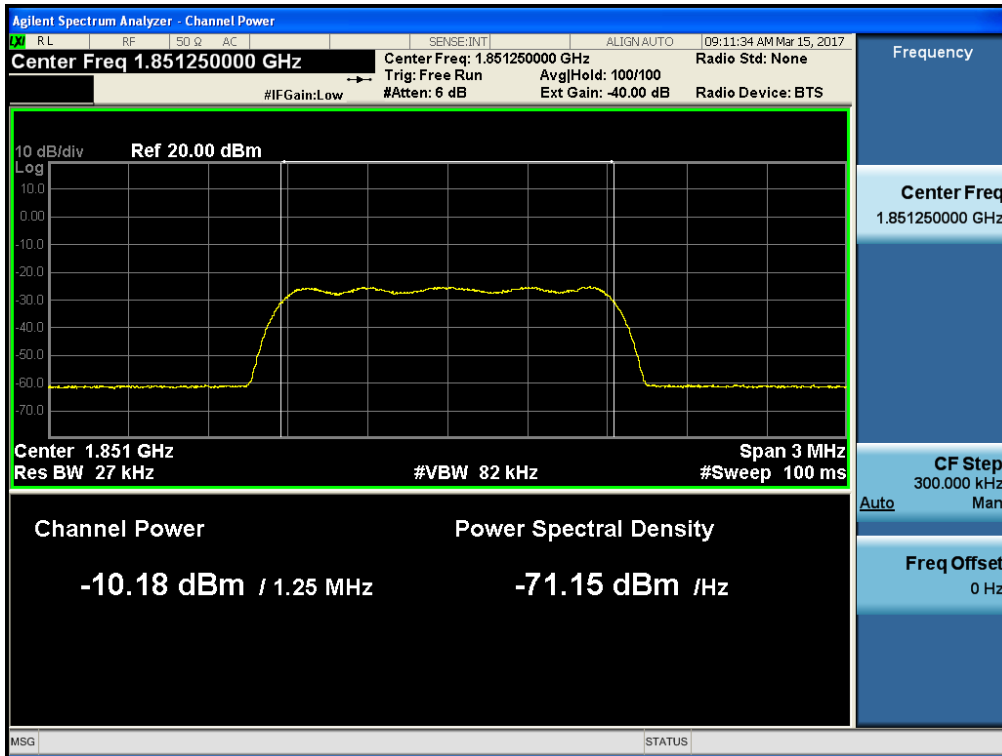 Agilent Spectrum Analyzer - Channel Power
LXI RL RF 50 Ω AC SENSE:INT ALIGN AUTO 09:11:34 AM Mar 15, 2017
Center Freq 1.851250000 GHz Center Freq: 1.851250000 GHz Radio Std: None
Trig: Free Run Avg|Hold: 100/100
#IFGain:Low #Atten: 6 dB Ext Gain: -40.00 dB Radio Device: BTS
10 dB/div Ref 20.00 dBm
Log
10.0
0.00
-10.0
-20.0
-30.0
-40.0
-50.0
-60.0
-70.0
Center 1.851 GHz Span 3 MHz
Res BW 27 kHz #VBW 82 kHz #Sweep 100 ms
Channel Power Power Spectral Density
-10.18 dBm / 1.25 MHz -71.15 dBm /Hz
MSG STATUS
Frequency
Center Freq
1.851250000 GHz
CF Step
300.000 kHz
Auto Man
Freq Offset
0 Hz